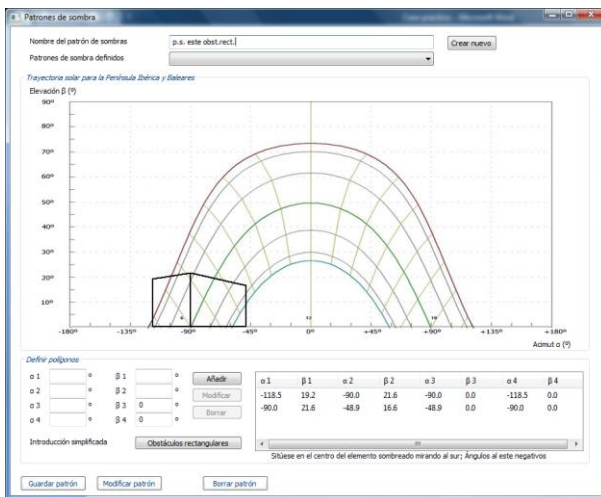 Patrones de sombra
Nombre del patrón de sombras
p.s. este obst.rect.
Crear nuevo
Patrones de sombra definidos
Trayectoria solar para la Península Ibérica y Baleares
Elevación β (º)
90º
80º
70º
60º
50º
40º
30º
20º
10º
6
12
18
-180º -135º -90º -45º 0º +45º +90º +135º +180º
Azimut α (º)
Definir polígonos
α 1 º β 1 º Añadir
α 2 º β 2 º Modificar
α 3 º β 3 0 º Borrar
α 4 º β 4 0 º
α 1 β 1 α 2 β 2 α 3 β 3 α 4 β 4
-118.5 19.2 -90.0 21.6 -90.0 0.0 -118.5 0.0
-90.0 21.6 -48.9 16.6 -48.9 0.0 -90.0 0.0
Introducción simplificada
Obstáculos rectangulares
Sitúese en el centro del elemento sombreado mirando al sur; Ángulos al este negativos
Guardar patrón Modificar patrón Borrar patrón